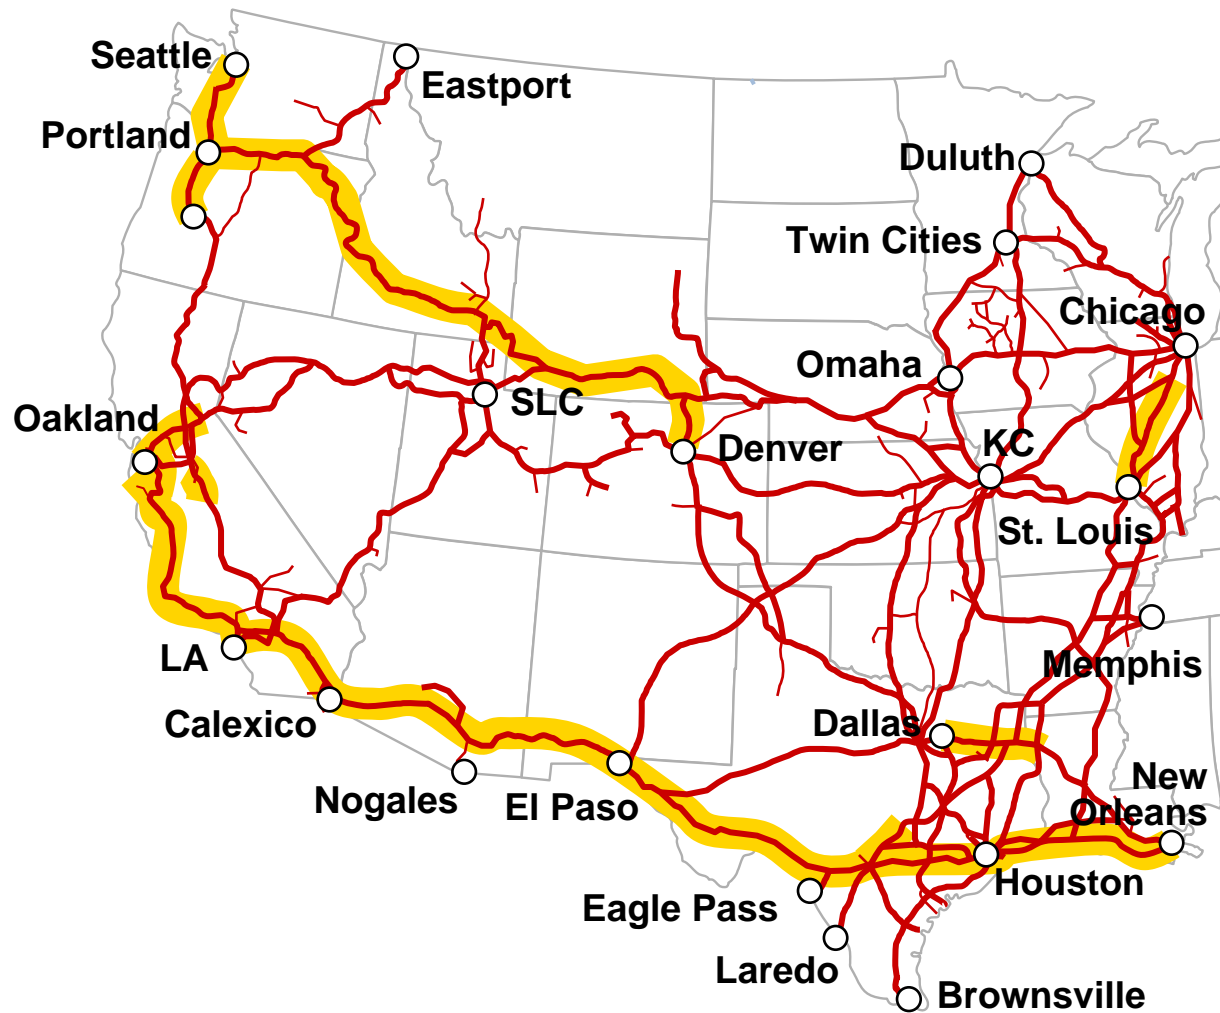 Seattle
Eastport
Portland
Duluth
Twin Cities
Chicago
Omaha
SLC
Oakland
KC
Denver
St. Louis
LA
Memphis
Calexico
Dallas
Nogales
El Paso
New
Orleans
Houston
Eagle Pass
Laredo
Brownsville